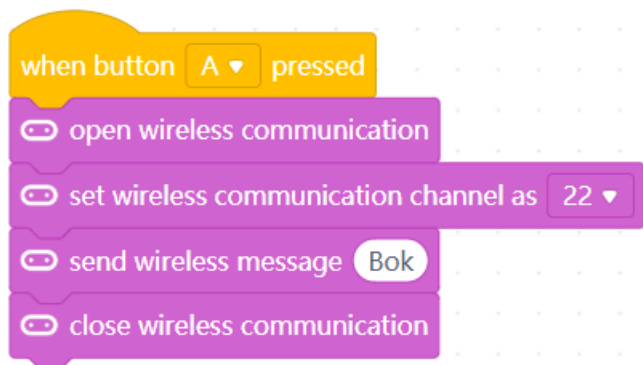 when button A pressed
open wireless communication
set wireless communication channel as 22
send wireless message Bok
close wireless communication